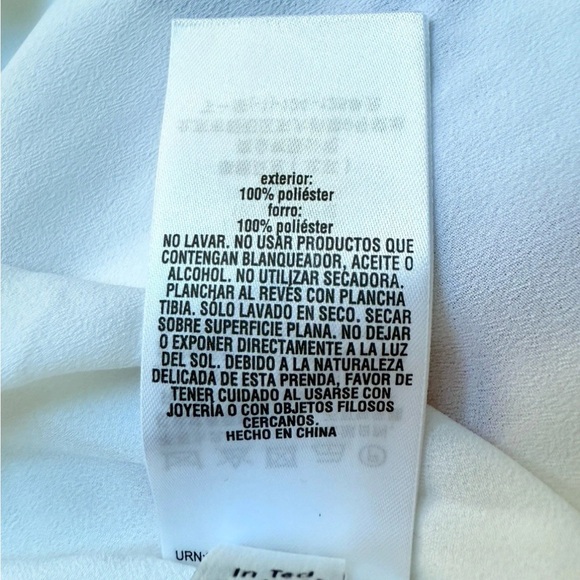 exterior:
100% poliéster
forro:
100% poliéster
NO LAVAR. NO USAR PRODUCTOS QUE
CONTENGAN BLANQUEADOR, ACEITE O
ALCOHOL. NO UTILIZAR SECADORA.
PLANCHAR AL REVÉS CON PLANCHA
TIBIA. SÓLO LAVADO EN SECO. SECAR
SOBRE SUPERFICIE PLANA. NO DEJAR
O EXPONER DIRECTAMENTE A LA LUZ
DEL SOL. DEBIDO A LA NATURALEZA
DELICADA DE ESTA PRENDA, FAVOR DE
TENER CUIDADO AL USARSE CON
JOYERÍA O CON OBJETOS FILOSOS
CERCANOS.
HECHO EN CHINA
URN:
In